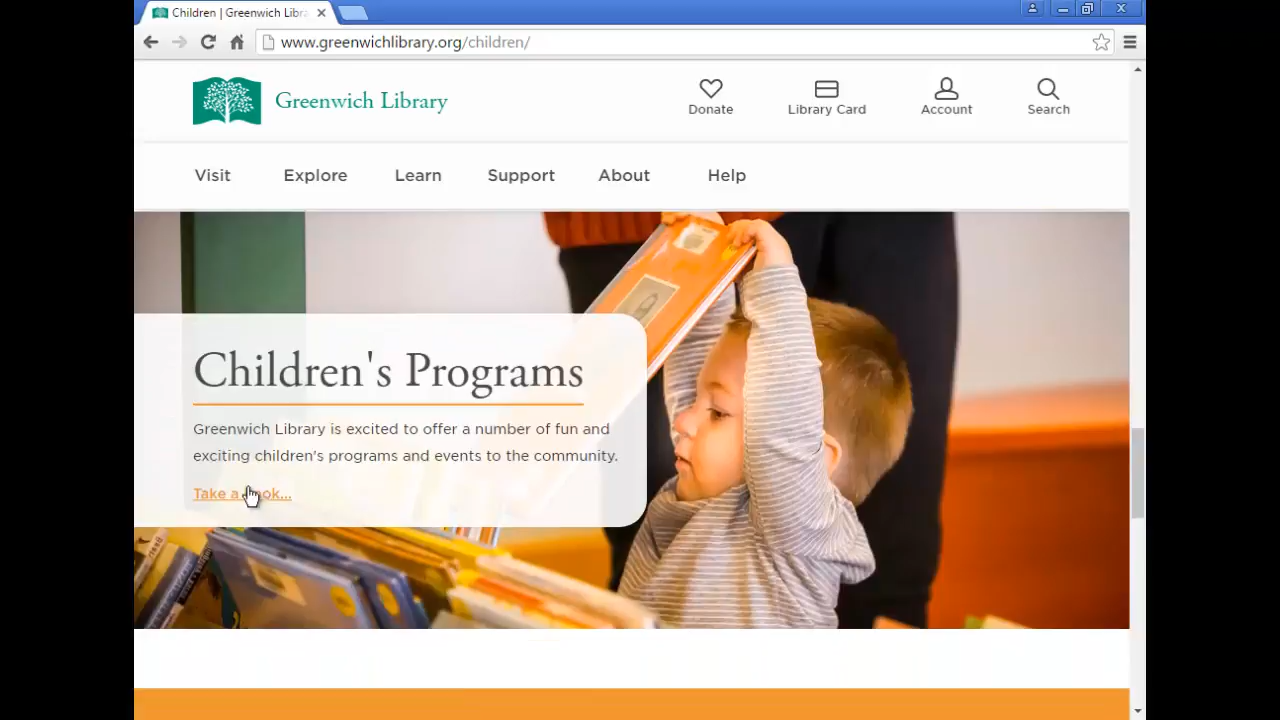 Children | Greenwich Libra
www.greenwichlibrary.org/children/
Greenwich Library
Donate
Library Card
Account
Search
Visit
Explore
Learn
Support
About
Help
Children's Programs
Greenwich Library is excited to offer a number of fun and
exciting children's programs and events to the community.
Take a